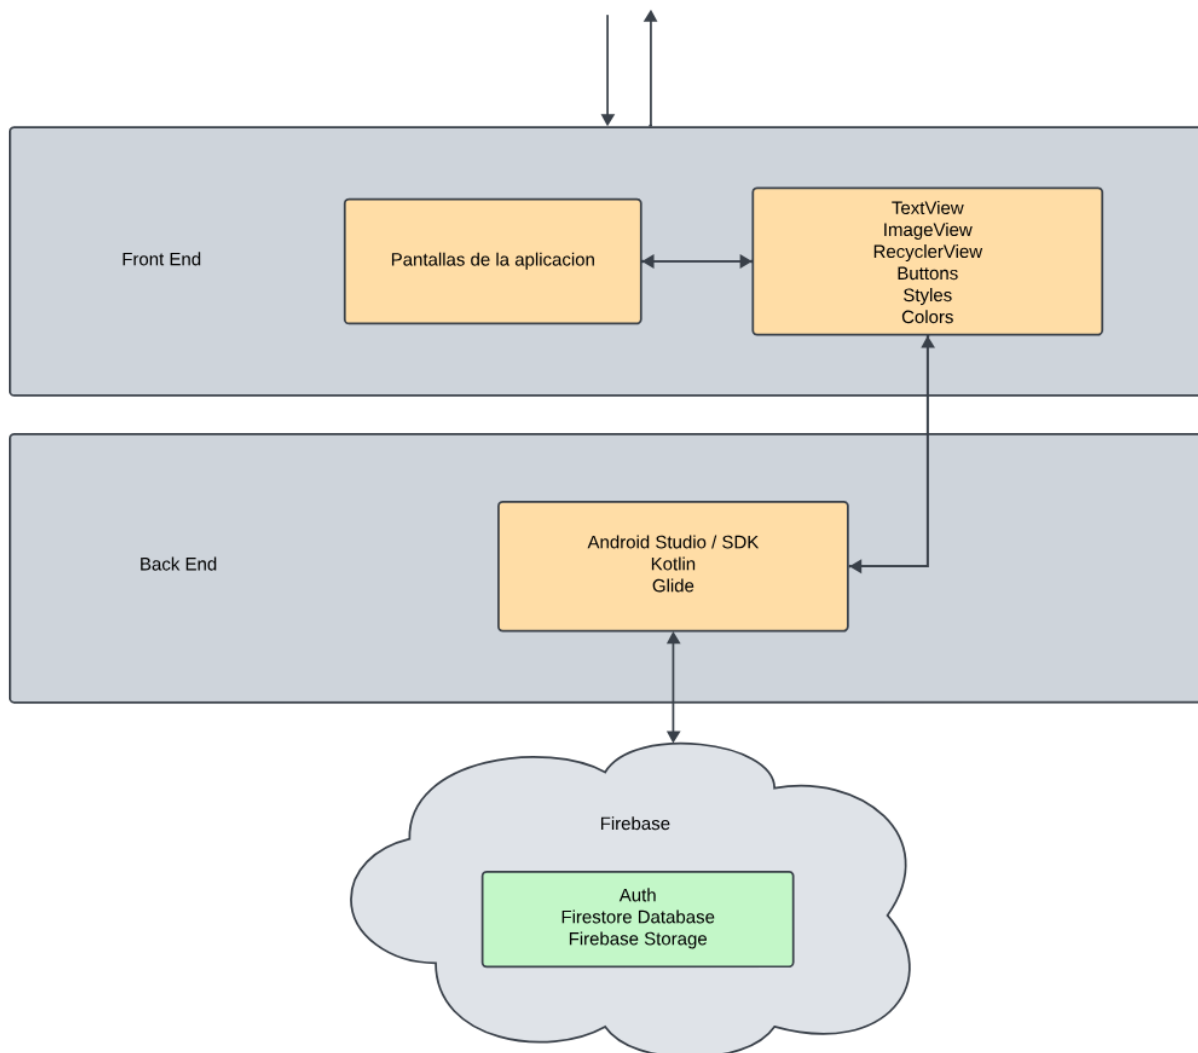 Front End
Pantallas de la aplicacion
TextView
ImageView
RecyclerView
Buttons
Styles
Colors
Back End
Android Studio / SDK
Kotlin
Glide
Firebase
Auth
Firestore Database
Firebase Storage